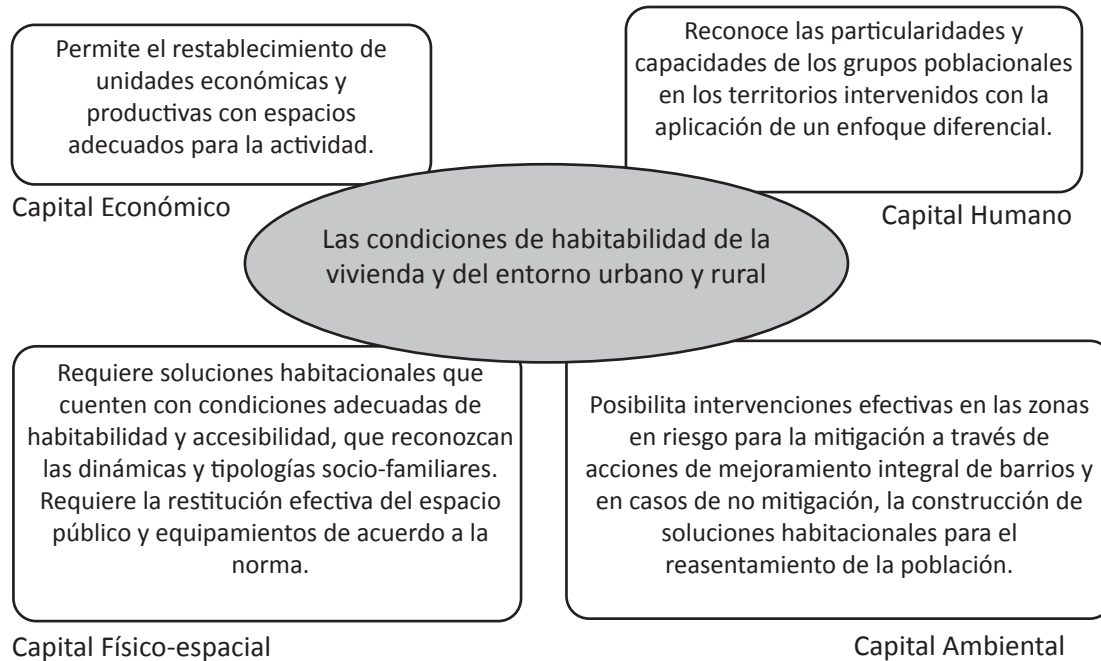 Permite el restablecimiento de
unidades económicas y
productivas con espacios
adecuados para la actividad.
Capital Económico
Reconoce las particularidades y
capacidades de los grupos poblacionales
en los territorios intervenidos con la
aplicación de un enfoque diferencial.
Capital Humano
Las condiciones de habitabilidad de la
vivienda y del entorno urbano y rural
Requiere soluciones habitacionales que
cuenten con condiciones adecuadas de
habitabilidad y accesibilidad, que reconozcan
las dinámicas y tipologías socio-familiares.
Requiere la restitución efectiva del espacio
público y equipamientos de acuerdo a la
norma.
Capital Físico-espacial
Posibilita intervenciones efectivas en las zonas
en riesgo para la mitigación a través de
acciones de mejoramiento integral de barrios y
en casos de no mitigación, la construcción de
soluciones habitacionales para el
reasentamiento de la población.
Capital Ambiental